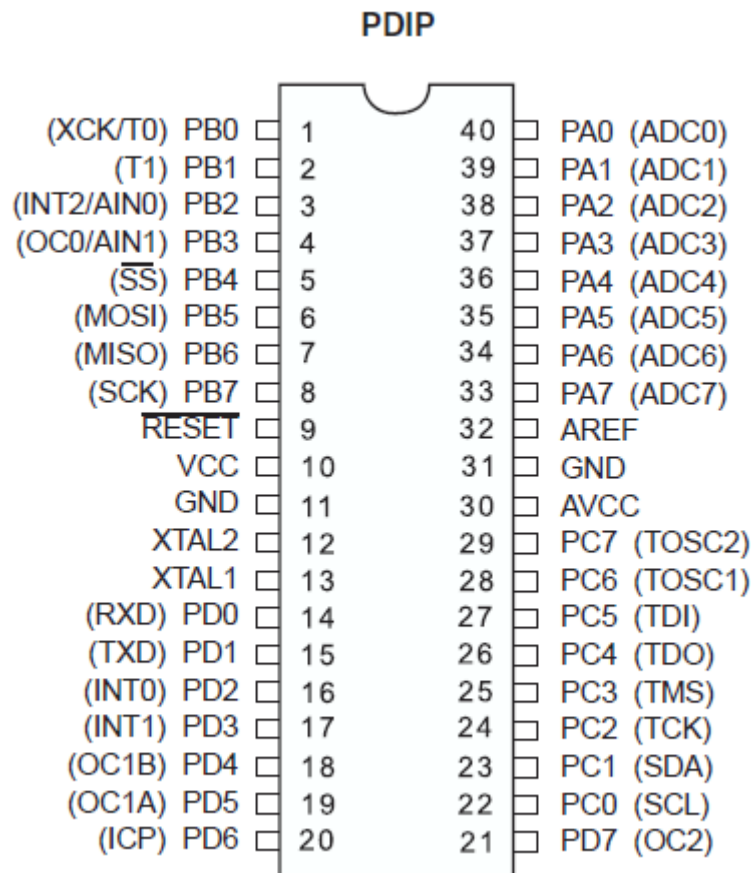 PDIP
(XCK/T0) PB0 1 40 PA0 (ADC0)
(T1) PB1 2 39 PA1 (ADC1)
(INT2/AIN0) PB2 3 38 PA2 (ADC2)
(OC0/AIN1) PB3 4 37 PA3 (ADC3)
(SS) PB4 5 36 PA4 (ADC4)
(MOSI) PB5 6 35 PA5 (ADC5)
(MISO) PB6 7 34 PA6 (ADC6)
(SCK) PB7 8 33 PA7 (ADC7)
RESET 9 32 AREF
VCC 10 31 GND
GND 11 30 AVCC
XTAL2 12 29 PC7 (TOSC2)
XTAL1 13 28 PC6 (TOSC1)
(RXD) PD0 14 27 PC5 (TDI)
(TXD) PD1 15 26 PC4 (TDO)
(INT0) PD2 16 25 PC3 (TMS)
(INT1) PD3 17 24 PC2 (TCK)
(OC1B) PD4 18 23 PC1 (SDA)
(OC1A) PD5 19 22 PC0 (SCL)
(ICP) PD6 20 21 PD7 (OC2)